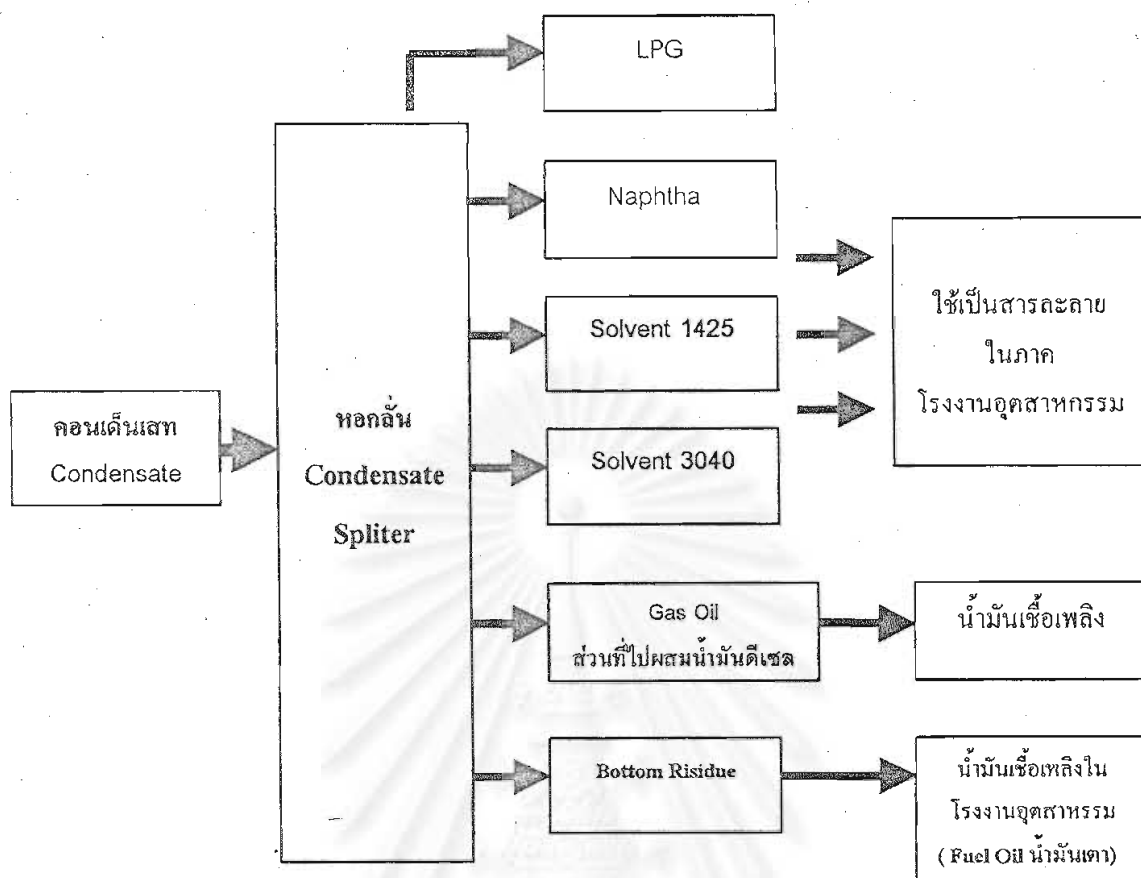 LPG
Naphtha
Solvent 1425
Solvent 3040
ใช้เป็นสารละลาย
ในภาค
โรงงานอุตสาหกรรม
คอนเด็นเสท
Condensate
หอกลั่น
Condensate
Spliter
Gas Oil
ส่วนที่ไปผสมน้ำมันดีเซล
น้ำมันเชื้อเพลิง
Bottom Risidue
น้ำมันเชื้อเพลิงใน
โรงงานอุตสาหรรม
( Fuel Oil น้ำมันเตา)